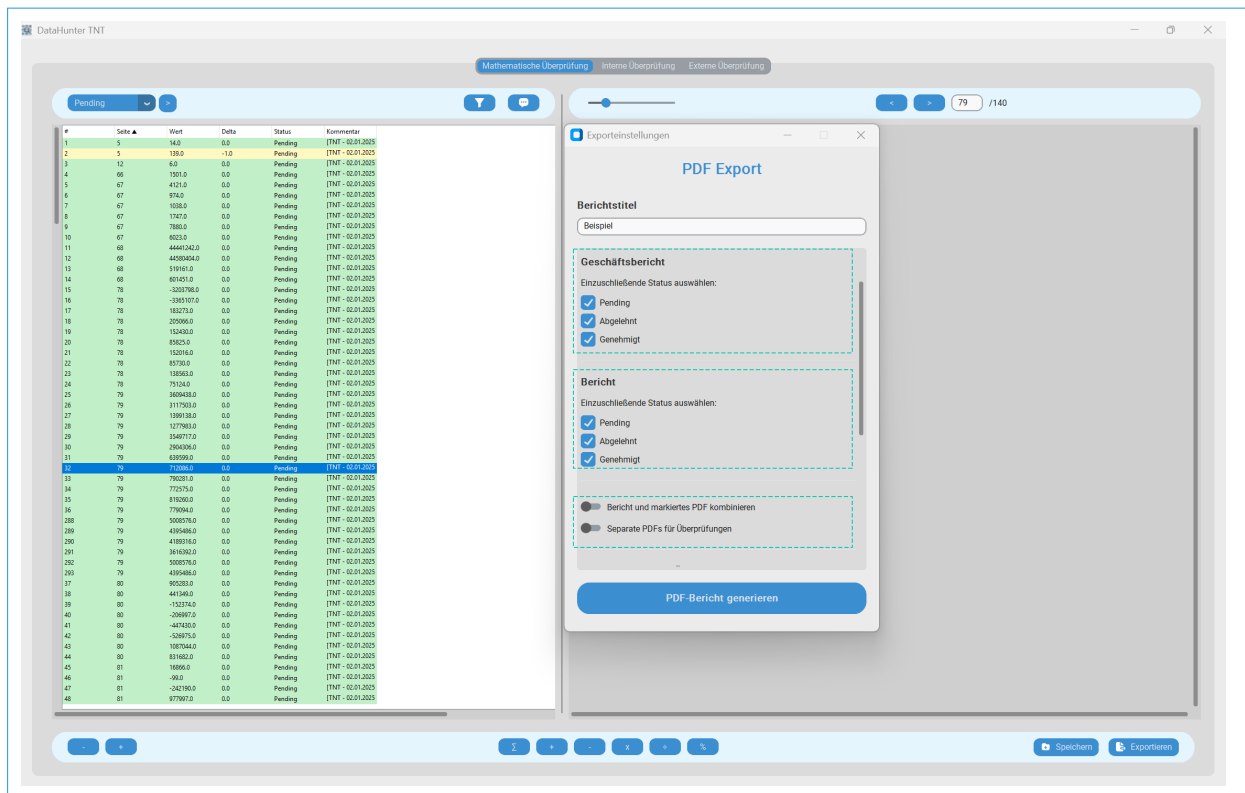 DataHunter TNT
Mathematische Überprüfung Interne Überprüfung Externe Überprüfung
Pending >
< > 79 /140
# Seite ▲ Wert Delta Status Kommentar
1 5 14.0 0.0 Pending [TNT - 02.01.2025
2 5 139.0 -1.0 Pending [TNT - 02.01.2025
3 12 6.0 0.0 Pending [TNT - 02.01.2025
4 66 1501.0 0.0 Pending [TNT - 02.01.2025
5 67 4121.0 0.0 Pending [TNT - 02.01.2025
6 67 974.0 0.0 Pending [TNT - 02.01.2025
7 67 1038.0 0.0 Pending [TNT - 02.01.2025
8 67 1747.0 0.0 Pending [TNT - 02.01.2025
9 67 7880.0 0.0 Pending [TNT - 02.01.2025
10 67 6023.0 0.0 Pending [TNT - 02.01.2025
11 68 44441242.0 0.0 Pending [TNT - 02.01.2025
12 68 44580404.0 0.0 Pending [TNT - 02.01.2025
13 68 519161.0 0.0 Pending [TNT - 02.01.2025
14 68 601451.0 0.0 Pending [TNT - 02.01.2025
15 78 -3203798.0 0.0 Pending [TNT - 02.01.2025
16 78 -3365107.0 0.0 Pending [TNT - 02.01.2025
17 78 183273.0 0.0 Pending [TNT - 02.01.2025
18 78 205066.0 0.0 Pending [TNT - 02.01.2025
19 78 152430.0 0.0 Pending [TNT - 02.01.2025
20 78 85825.0 0.0 Pending [TNT - 02.01.2025
21 78 152016.0 0.0 Pending [TNT - 02.01.2025
22 78 85730.0 0.0 Pending [TNT - 02.01.2025
23 78 138563.0 0.0 Pending [TNT - 02.01.2025
24 78 75124.0 0.0 Pending [TNT - 02.01.2025
25 79 3609438.0 0.0 Pending [TNT - 02.01.2025
26 79 3117503.0 0.0 Pending [TNT - 02.01.2025
27 79 1399138.0 0.0 Pending [TNT - 02.01.2025
28 79 1277983.0 0.0 Pending [TNT - 02.01.2025
29 79 3549717.0 0.0 Pending [TNT - 02.01.2025
30 79 2904306.0 0.0 Pending [TNT - 02.01.2025
31 79 639599.0 0.0 Pending [TNT - 02.01.2025
32 79 712086.0 0.0 Pending [TNT - 02.01.2025
33 79 790281.0 0.0 Pending [TNT - 02.01.2025
34 79 772575.0 0.0 Pending [TNT - 02.01.2025
35 79 819260.0 0.0 Pending [TNT - 02.01.2025
36 79 779094.0 0.0 Pending [TNT - 02.01.2025
288 79 5008576.0 0.0 Pending [TNT - 02.01.2025
289 79 4395486.0 0.0 Pending [TNT - 02.01.2025
290 79 4189316.0 0.0 Pending [TNT - 02.01.2025
291 79 3616392.0 0.0 Pending [TNT - 02.01.2025
292 79 5008576.0 0.0 Pending [TNT - 02.01.2025
293 79 4395486.0 0.0 Pending [TNT - 02.01.2025
37 80 905283.0 0.0 Pending [TNT - 02.01.2025
38 80 441349.0 0.0 Pending [TNT - 02.01.2025
39 80 -152374.0 0.0 Pending [TNT - 02.01.2025
40 80 -206997.0 0.0 Pending [TNT - 02.01.2025
41 80 -447430.0 0.0 Pending [TNT - 02.01.2025
42 80 -526975.0 0.0 Pending [TNT - 02.01.2025
43 80 1087044.0 0.0 Pending [TNT - 02.01.2025
44 80 831682.0 0.0 Pending [TNT - 02.01.2025
45 81 16866.0 0.0 Pending [TNT - 02.01.2025
46 81 -99.0 0.0 Pending [TNT - 02.01.2025
47 81 -242190.0 0.0 Pending [TNT - 02.01.2025
48 81 977997.0 0.0 Pending [TNT - 02.01.2025
Exporteinstellungen
PDF Export
Berichtstitel
Beispiel
Geschäftsbericht
Einzuschließende Status auswählen:
Pending
Abgelehnt
Genehmigt
Bericht
Einzuschließende Status auswählen:
Pending
Abgelehnt
Genehmigt
Bericht und markiertes PDF kombinieren
Separate PDFs für Überprüfungen
PDF-Bericht generieren
- + Σ + - x ÷ % Speichern Exportieren